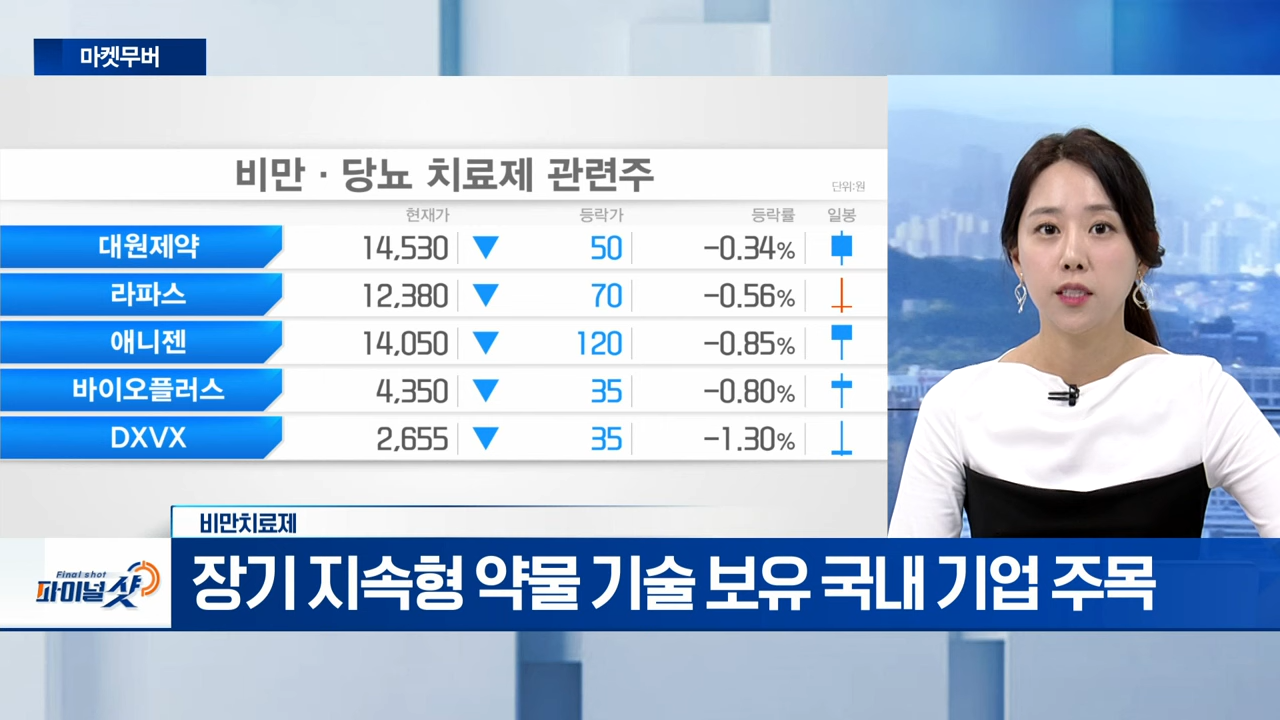 마켓무버
비만 · 당뇨 치료제 관련주
단위:원
현재가 등락가 등락률 일봉
대원제약 14,530 ▼ 50 -0.34%
라파스 12,380 ▼ 70 -0.56%
애니젠 14,050 ▼ 120 -0.85%
바이오플러스 4,350 ▼ 35 -0.80%
DXVX 2,655 ▼ 35 -1.30%
비만치료제
Final shot
파이널샷
장기 지속형 약물 기술 보유 국내 기업 주목